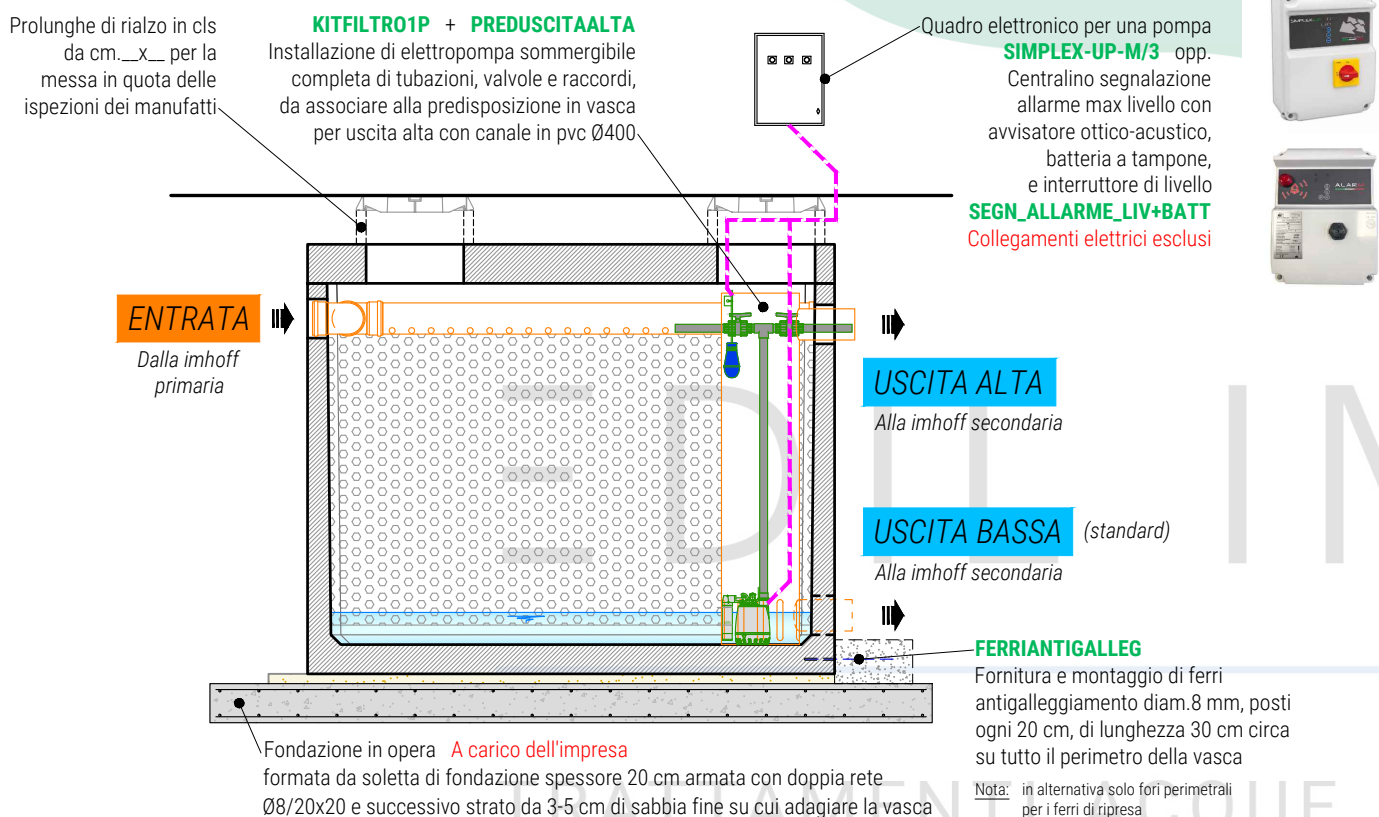 Prolunghe di rialzo in cls
da cm.__x__ per la
messa in quota delle
ispezioni dei manufatti
KITFILTRO1P + PREDUSCITAALTA
Installazione di elettropompa sommergibile
completa di tubazioni, valvole e raccordi,
da associare alla predisposizione in vasca
per uscita alta con canale in pvc Ø400
Quadro elettronico per una pompa
SIMPLEX-UP-M/3 opp.
Centralino segnalazione
allarme max livello con
avvisatore ottico-acustico,
batteria a tampone,
e interruttore di livello
SEGN_ALLARME_LIV+BATT
Collegamenti elettrici esclusi
ALARM
ENTRATA
Dalla imhoff
primaria
USCITA ALTA
Alla imhoff secondaria
USCITA BASSA (standard)
Alla imhoff secondaria
FERRIANTIGALLEG
Fornitura e montaggio di ferri
antigalleggiamento diam.8 mm, posti
ogni 20 cm, di lunghezza 30 cm circa
su tutto il perimetro della vasca
Nota: in alternativa solo fori perimetrali
per i ferri di ripresa
Fondazione in opera A carico dell'impresa
formata da soletta di fondazione spessore 20 cm armata con doppia rete
Ø8/20x20 e successivo strato da 3-5 cm di sabbia fine su cui adagiare la vasca
EDIL IM
TRATTAMENTI ACQUE